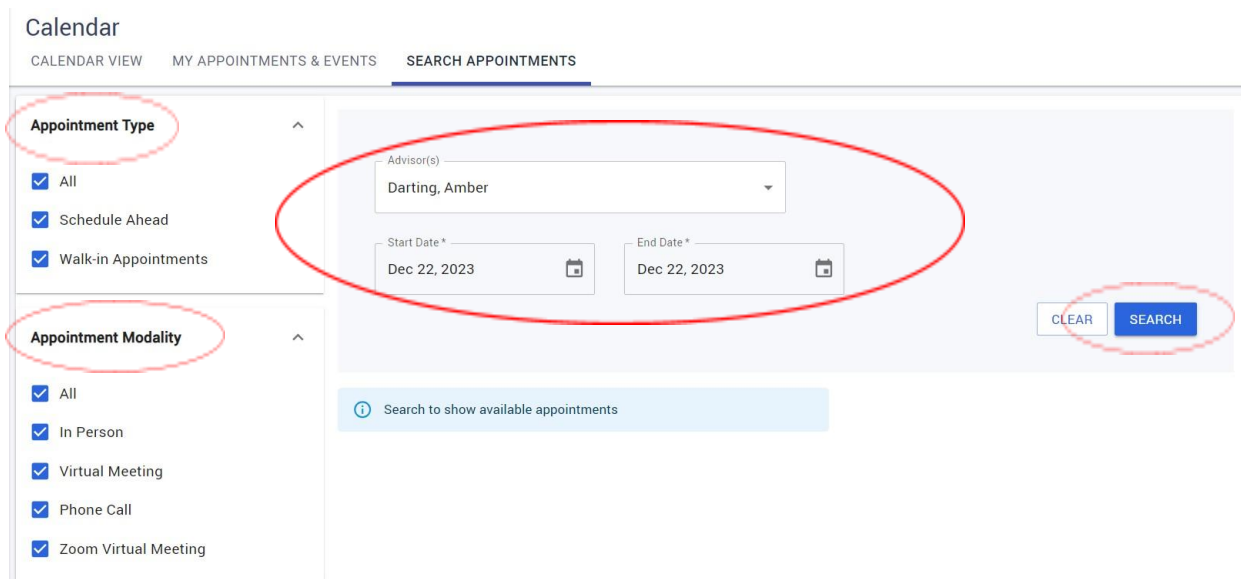 Calendar
CALENDAR VIEW MY APPOINTMENTS & EVENTS SEARCH APPOINTMENTS
Appointment Type
All
Schedule Ahead
Walk-in Appointments
Appointment Modality
All
In Person
Virtual Meeting
Phone Call
Zoom Virtual Meeting
Advisor(s)
Darting, Amber
Start Date * End Date *
Dec 22, 2023 Dec 22, 2023
CLEAR SEARCH
Search to show available appointments